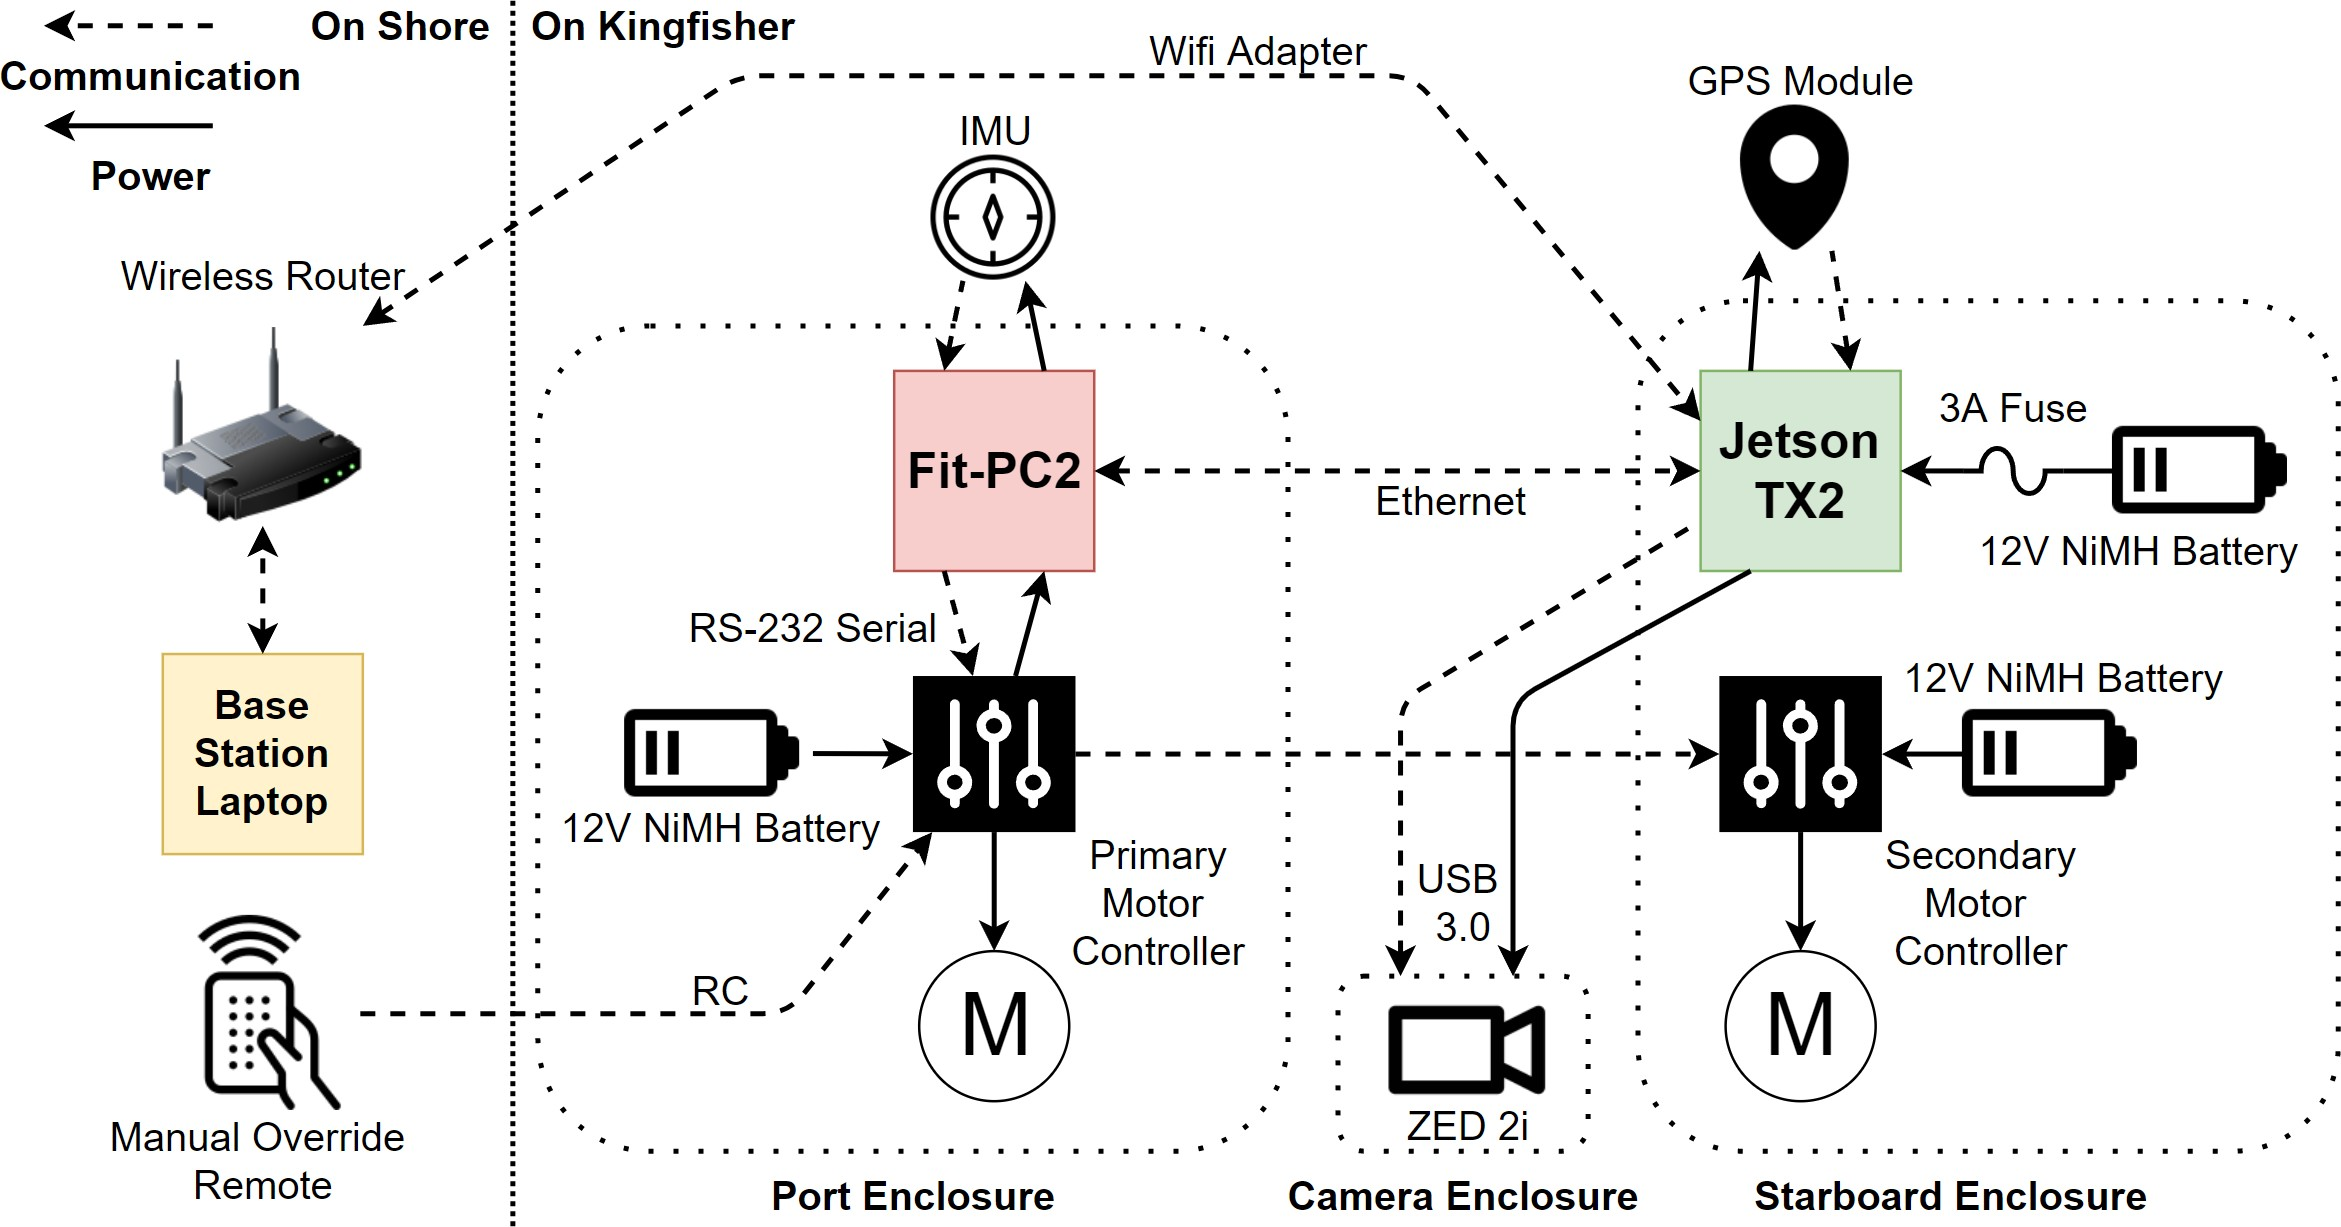 On Shore
On Kingfisher
Communication
Power
Wifi Adapter
GPS Module
IMU
Wireless Router
Fit-PC2
Ethernet
Jetson
TX2
3A Fuse
12V NiMH Battery
RS-232 Serial
Base
Station
Laptop
12V NiMH Battery
12V NiMH Battery
Primary
Motor
Controller
USB
3.0
Secondary
Motor
Controller
RC
M
M
ZED 2i
Manual Override
Remote
Port Enclosure
Camera Enclosure
Starboard Enclosure